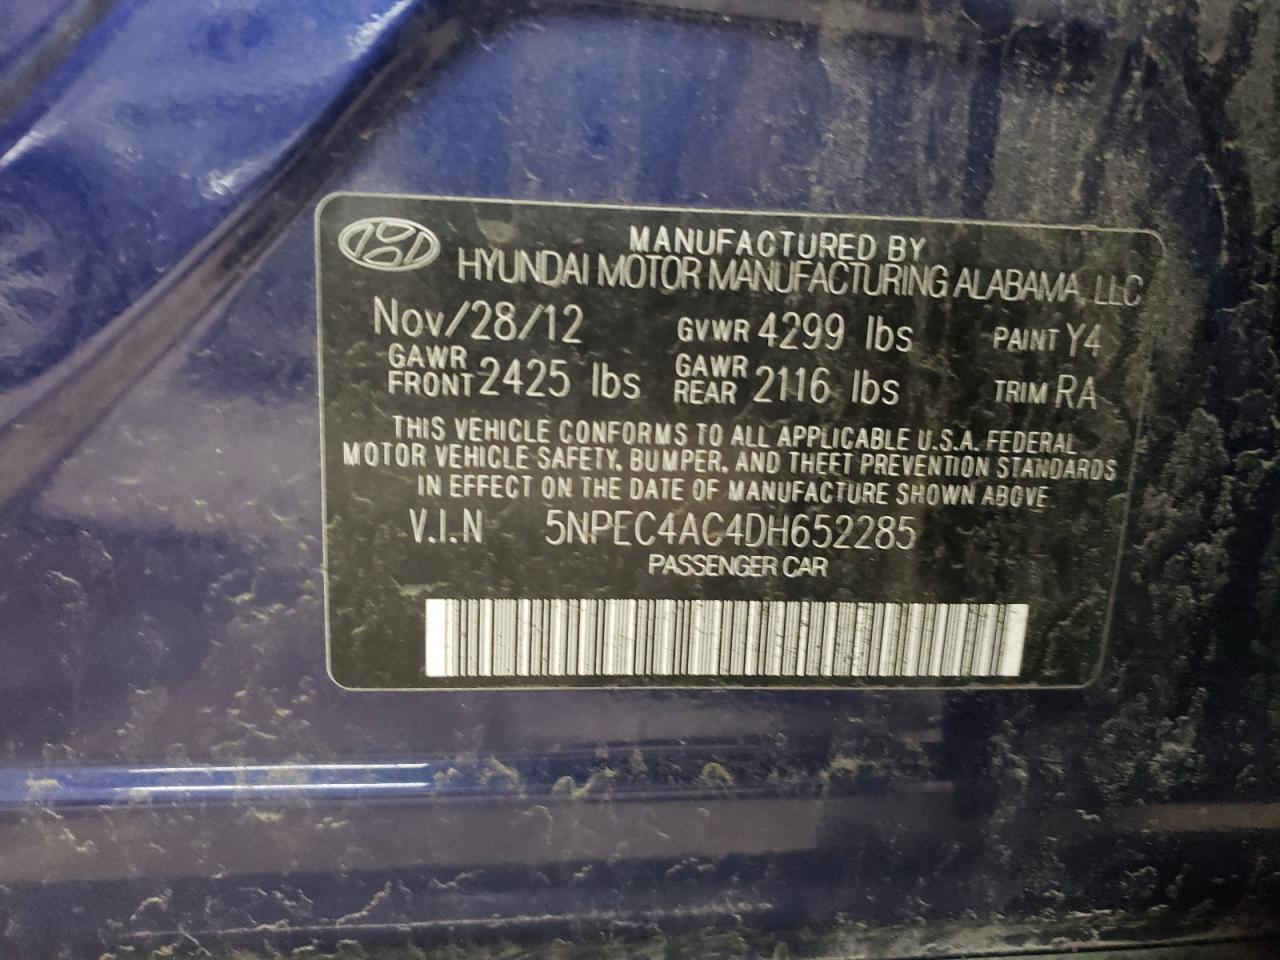 MANUFACTURED BY
HYUNDAI MOTOR MANUFACTURING ALABAMA, LLC
Nov/28/12 GVWR 4299 lbs PAINT Y4
GAWR FRONT 2425 lbs GAWR REAR 2116 lbs TRIM RA
THIS VEHICLE CONFORMS TO ALL APPLICABLE U.S.A. FEDERAL
MOTOR VEHICLE SAFETY, BUMPER, AND THEFT PREVENTION STANDARDS
IN EFFECT ON THE DATE OF MANUFACTURE SHOWN ABOVE
V.I.N 5NPEC4AC4DH652285
PASSENGER CAR